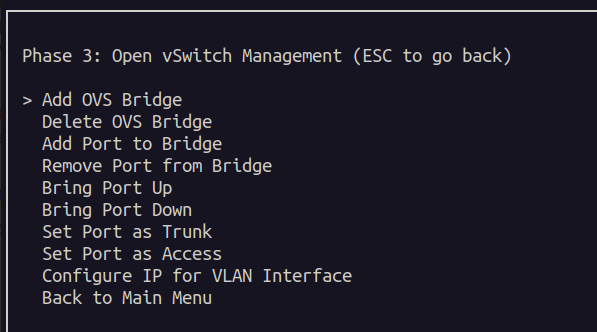 Phase 3: Open vSwitch Management (ESC to go back)
> Add OVS Bridge
Delete OVS Bridge
Add Port to Bridge
Remove Port from Bridge
Bring Port Up
Bring Port Down
Set Port as Trunk
Set Port as Access
Configure IP for VLAN Interface
Back to Main Menu